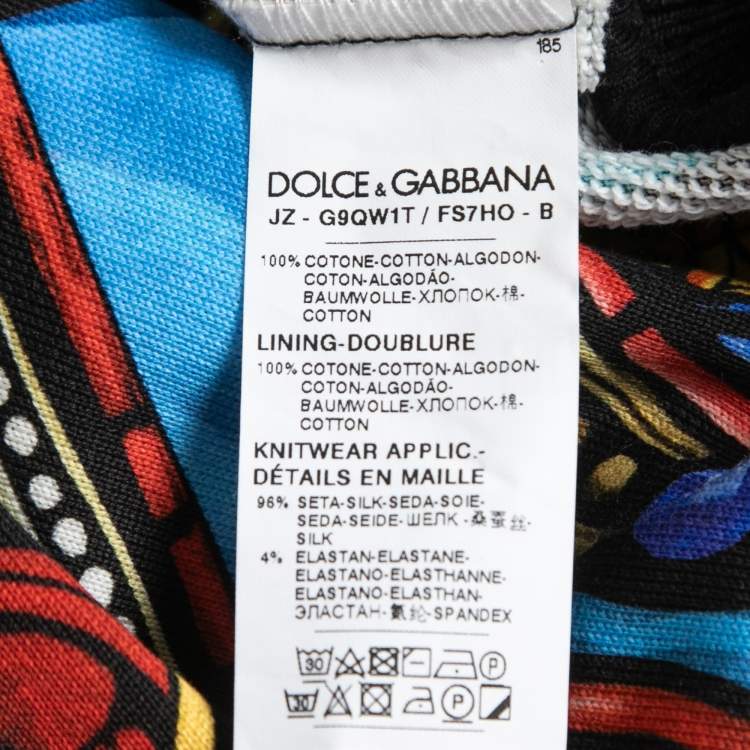 185
DOLCE & GABBANA
JZ - G9QW1T / FS7HO - B
100% COTONE-COTTON-ALGODON-
COTON-ALGODÃO-
BAUMWOLLE-ХЛОПОК-棉-
COTTON
LINING-DOUBLURE
100% COTONE-COTTON-ALGODON-
COTON-ALGODÃO-
BAUMWOLLE-ХЛОПОК-棉-
COTTON
KNITWEAR APPLIC.-
DÉTAILS EN MAILLE
96% SETA-SILK-SEDA-SOIE-
SEDA-SEIDE-ШЕЛК-桑蚕丝-
SILK
4% ELASTAN-ELASTANE-
ELASTANO-ELASTHANNE-
ELASTANO-ELASTHAN-
ЭЛАСТАН-氨纶-SPANDEX
30 P
30 P